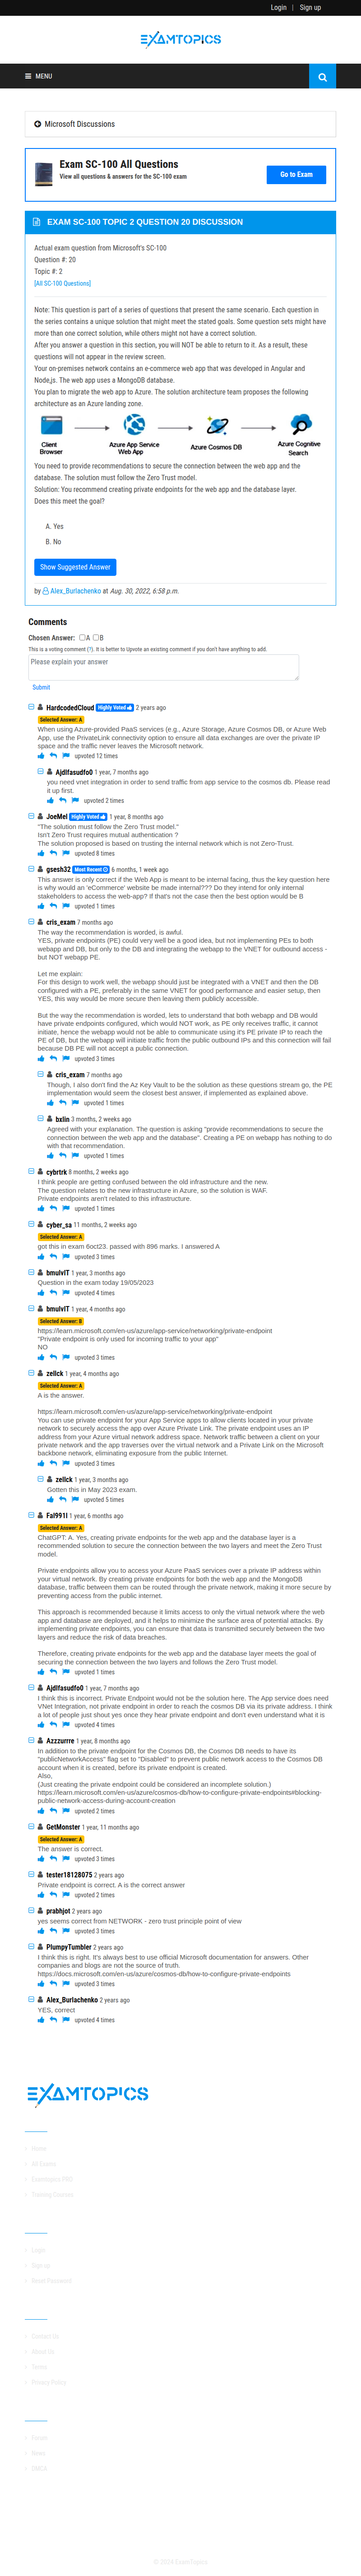 Login | Sign up
EXAMTOPICS
MENU
Microsoft Discussions
Exam SC-100 All Questions
View all questions & answers for the SC-100 exam
Go to Exam
EXAM SC-100 TOPIC 2 QUESTION 20 DISCUSSION
Actual exam question from Microsoft's SC-100
Question #: 20
Topic #: 2
[All SC-100 Questions]
Note: This question is part of a series of questions that present the same scenario. Each question in
the series contains a unique solution that might meet the stated goals. Some question sets might have
more than one correct solution, while others might not have a correct solution.
After you answer a question in this section, you will NOT be able to return to it. As a result, these
questions will not appear in the review screen.
Your on-premises network contains an e-commerce web app that was developed in Angular and
Node,js. The web app uses a MongoDB database.
You plan to migrate the web app to Azure. The solution architecture team proposes the following
architecture as an Azure landing zone.
Client
Browser
Azure App Service
Web App
Azure Cosmos DB
Azure Cognitive
Search
You need to provide recommendations to secure the connection between the web app and the
database. The solution must follow the Zero Trust model.
Solution: You recommend creating private endpoints for the web app and the database layer.
Does this meet the goal?
A. Yes
B. No
Show Suggested Answer
by Alex_Burlachenko at Aug. 30, 2022, 6:58 p.m.
Comments
Chosen Answer: A B
This is a voting comment (?). It is better to Upvote an existing comment if you don't have anything to add.
Please explain your answer
Submit
HardcodedCloud Highly Voted 2 years ago
Selected Answer: A
When using Azure-provided PaaS services (e.g., Azure Storage, Azure Cosmos DB, or Azure Web
App, use the PrivateLink connectivity option to ensure all data exchanges are over the private IP
space and the traffic never leaves the Microsoft network.
upvoted 12 times
Ajdlfasudfo0 1 year, 7 months ago
you need vnet integration in order to send traffic from app service to the cosmos db. Please read
it up first.
upvoted 2 times
JoeMel Highly Voted 1 year, 8 months ago
"The solution must follow the Zero Trust model."
Isn't Zero Trust requires mutual authentication ?
The solution proposed is based on trusting the internal network which is not Zero-Trust.
upvoted 8 times
gsesh32 Most Recent 6 months, 1 week ago
This answer is only correct if the Web App is meant to be internal facing, thus the key question here
is why would an 'eCommerce' website be made internal??? Do they intend for only internal
stakeholders to access the web-app? If that's not the case then the best option would be B
upvoted 1 times
cris_exam 7 months ago
The way the recommendation is worded, is awful.
YES, private endpoints (PE) could very well be a good idea, but not implementing PEs to both
webapp and DB, but only to the DB and integrating the webapp to the VNET for outbound access -
but NOT webapp PE.
Let me explain:
For this design to work well, the webapp should just be integrated with a VNET and then the DB
configured with a PE, preferably in the same VNET for good performance and easier setup, then
YES, this way would be more secure then leaving them publicly accessible.
But the way the recommendation is worded, lets to understand that both webapp and DB would
have private endpoints configured, which would NOT work, as PE only receives traffic, it cannot
initiate, hence the webapp would not be able to communicate using it's PE private IP to reach the
PE of DB, but the webapp will initiate traffic from the public outbound IPs and this connection will fail
because DB PE will not accept a public connection.
upvoted 3 times
cris_exam 7 months ago
Though, I also don't find the Az Key Vault to be the solution as these questions stream go, the PE
implementation would seem the closest best answer, if implemented as explained above.
upvoted 1 times
bxlin 3 months, 2 weeks ago
Agreed with your explanation. The question is asking "provide recommendations to secure the
connection between the web app and the database". Creating a PE on webapp has nothing to do
with that requirement.
upvoted 1 times
cybrtrk 8 months, 2 weeks ago
I think people are getting confused between the old infrastructure and the new.
The question relates to the new infrastructure in Azure, so the solution is WAF.
Private endpoints aren't related to this infrastructure.
upvoted 1 times
cyber_sa 11 months, 2 weeks ago
Selected Answer: A
got this in exam 6oct23. passed with 896 marks. I answered A
upvoted 3 times
bmulvIT 1 year, 3 months ago
Question in the exam today 19/05/2023
upvoted 4 times
bmulvIT 1 year, 4 months ago
Selected Answer: B
https://learn.microsoft.com/en-us/azure/app-service/networking/private-endpoint
"Private endpoint is only used for incoming traffic to your app"
NO
upvoted 3 times
zellck 1 year, 4 months ago
Selected Answer: A
A is the answer.
https://learn.microsoft.com/en-us/azure/app-service/networking/private-endpoint
You can use private endpoint for your App Service apps to allow clients located in your private
network to securely access the app over Azure Private Link. The private endpoint uses an IP
address from your Azure virtual network address space. Network traffic between a client on your
private network and the app traverses over the virtual network and a Private Link on the Microsoft
backbone network, eliminating exposure from the public Internet.
upvoted 3 times
zellck 1 year, 3 months ago
Gotten this in May 2023 exam.
upvoted 5 times
Fal991l 1 year, 6 months ago
Selected Answer: A
ChatGPT: A. Yes, creating private endpoints for the web app and the database layer is a
recommended solution to secure the connection between the two layers and meet the Zero Trust
model.
Private endpoints allow you to access your Azure PaaS services over a private IP address within
your virtual network. By creating private endpoints for both the web app and the MongoDB
database, traffic between them can be routed through the private network, making it more secure by
preventing access from the public internet.
This approach is recommended because it limits access to only the virtual network where the web
app and database are deployed, and it helps to minimize the surface area of potential attacks. By
implementing private endpoints, you can ensure that data is transmitted securely between the two
layers and reduce the risk of data breaches.
Therefore, creating private endpoints for the web app and the database layer meets the goal of
securing the connection between the two layers and follows the Zero Trust model.
upvoted 1 times
Ajdlfasudfo0 1 year, 7 months ago
I think this is incorrect. Private Endpoint would not be the solution here. The App service does need
VNet Integration, not private endpoint in order to reach the cosmos DB via its private address. I think
a lot of people just shout yes once they hear private endpoint and don't even understand what it is
upvoted 4 times
Azzzurrre 1 year, 8 months ago
In addition to the private endpoint for the Cosmos DB, the Cosmos DB needs to have its
"publicNetworkAccess" flag set to "Disabled" to prevent public network access to the Cosmos DB
account when it is created, before its private endpoint is created.
Also,
(Just creating the private endpoint could be considered an incomplete solution.)
https://learn.microsoft.com/en-us/azure/cosmos-db/how-to-configure-private-endpoints#blocking-
public-network-access-during-account-creation
upvoted 2 times
GetMonster 1 year, 11 months ago
Selected Answer: A
The answer is correct.
upvoted 3 times
tester18128075 2 years ago
Private endpoint is correct. A is the correct answer
upvoted 2 times
prabhjot 2 years ago
yes seems correct from NETWORK - zero trust principle point of view
upvoted 3 times
PlumpyTumbler 2 years ago
I think this is right. It's always best to use official Microsoft documentation for answers. Other
companies and blogs are not the source of truth.
https://docs.microsoft.com/en-us/azure/cosmos-db/how-to-configure-private-endpoints
upvoted 3 times
Alex_Burlachenko 2 years ago
YES, correct
upvoted 4 times
EXAMTOPICS
Home
All Exams
Examtopics PRO
Training Courses
Login
Sign up
Reset Password
Contact Us
About Us
Terms
Privacy Policy
Forum
News
DMCA
© 2024 ExamTopics